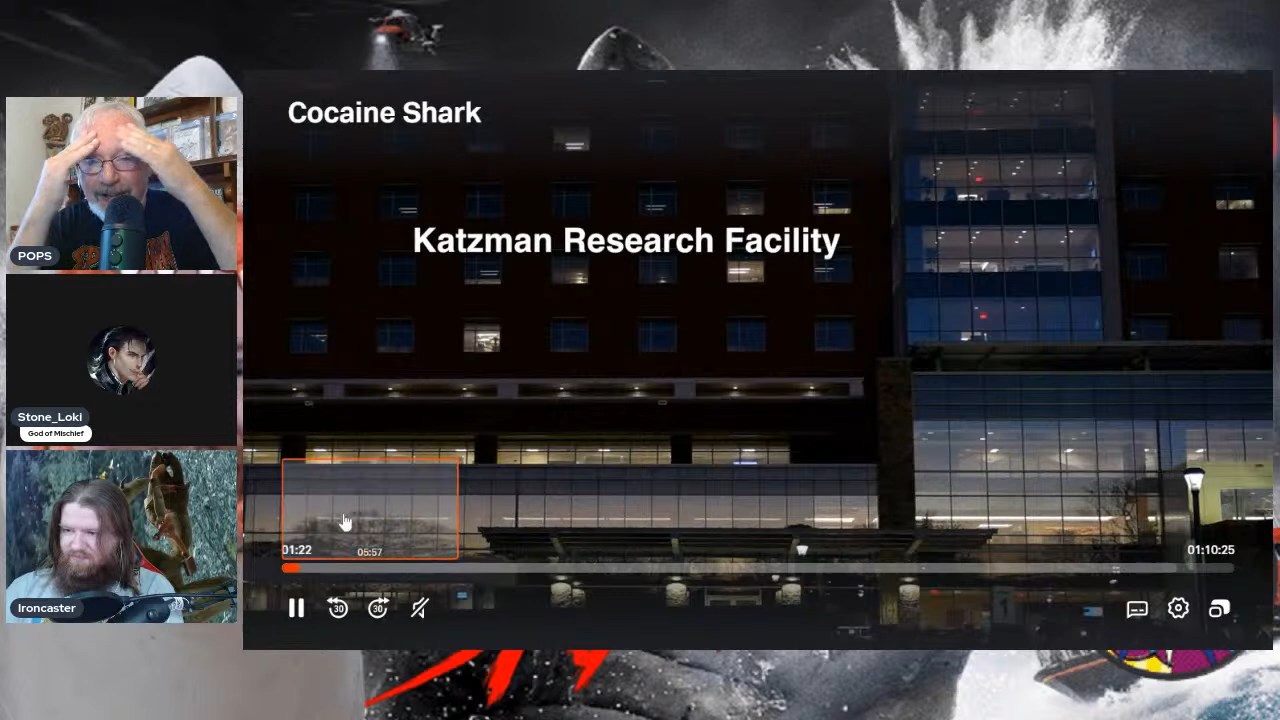 Cocaine Shark
Katzman Research Facility
POPS
Stone_Loki
God of Mischief
Ironcaster
01:22
05:57
01:10:25
30
30